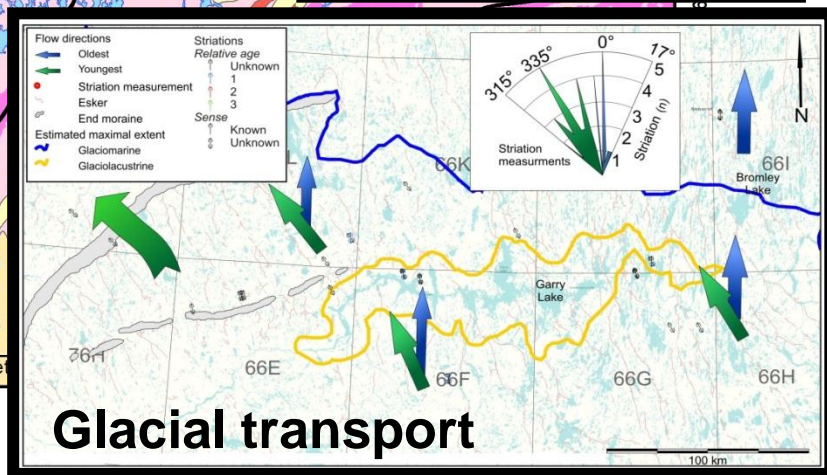 Flow directions
Oldest
Youngest
Striation measurement
Esker
End moraine
Estimated maximal extent
Glaciomarine
Glaciolacustrine
Striations
Relative age
Unknown
1
2
3
Sense
Known
Unknown
315°
335°
0°
17°
5
4
3
2
1
Striation (n)
Striation
measurments
N
L
66K
66I
Bromley
Lake
Garry
Lake
76H
66E
66F
66G
66H
Glacial transport
100 km